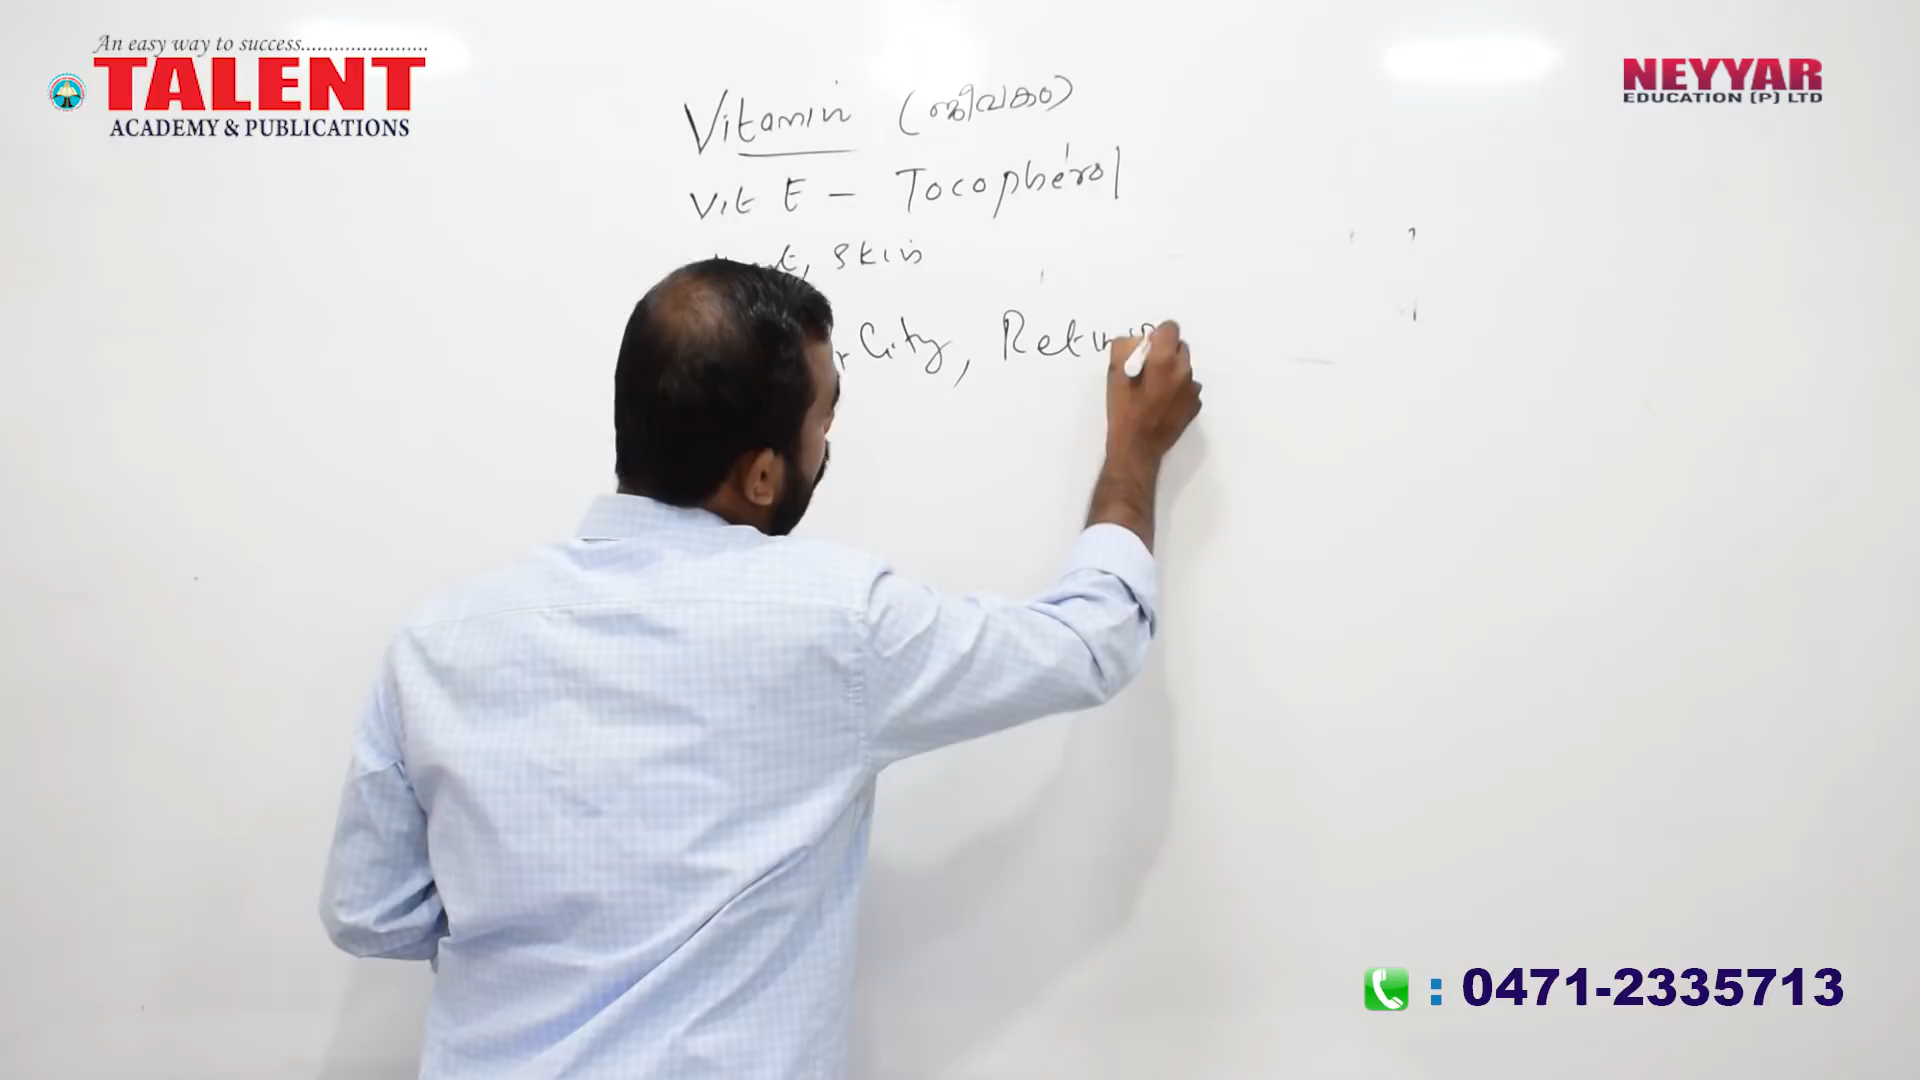 An easy way to success........................
TALENT
ACADEMY & PUBLICATIONS
NEYYAR
EDUCATION (P) LTD
Vitamin (ജീവകം)
Vit E – Tocopherol
, Skin
City, Retin
: 0471-2335713